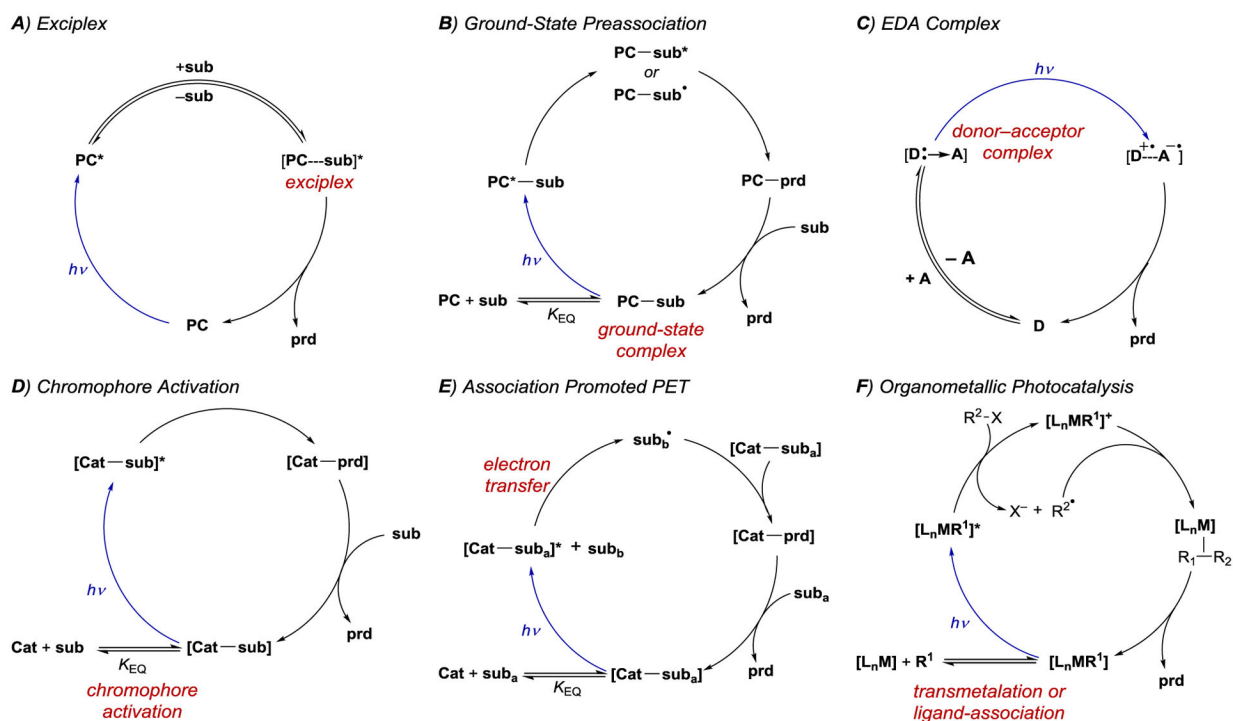 A) Exciplex
+sub
–sub
PC*
[PC---sub]*
exciplex
hν
PC
prd
B) Ground-State Preassociation
PC—sub*
or
PC—sub•
PC*—sub
PC—prd
sub
hν
PC + sub
KEQ
PC—sub
prd
ground-state
complex
C) EDA Complex
hν
donor–acceptor
complex
[D:→A]
[D+•---A–•]
– A
+ A
D
prd
D) Chromophore Activation
[Cat—sub]*
[Cat—prd]
sub
hν
prd
Cat + sub
KEQ
[Cat—sub]
chromophore
activation
E) Association Promoted PET
subb•
[Cat—suba]
electron
transfer
[Cat—suba]* + subb
[Cat—prd]
suba
hν
prd
Cat + suba
KEQ
[Cat—suba]
F) Organometallic Photocatalysis
R2-X
[LnMR1]+
X– + R2•
[LnMR1]*
[LnM]
R1—R2
hν
[LnM] + R1
[LnMR1]
prd
transmetalation or
ligand-association